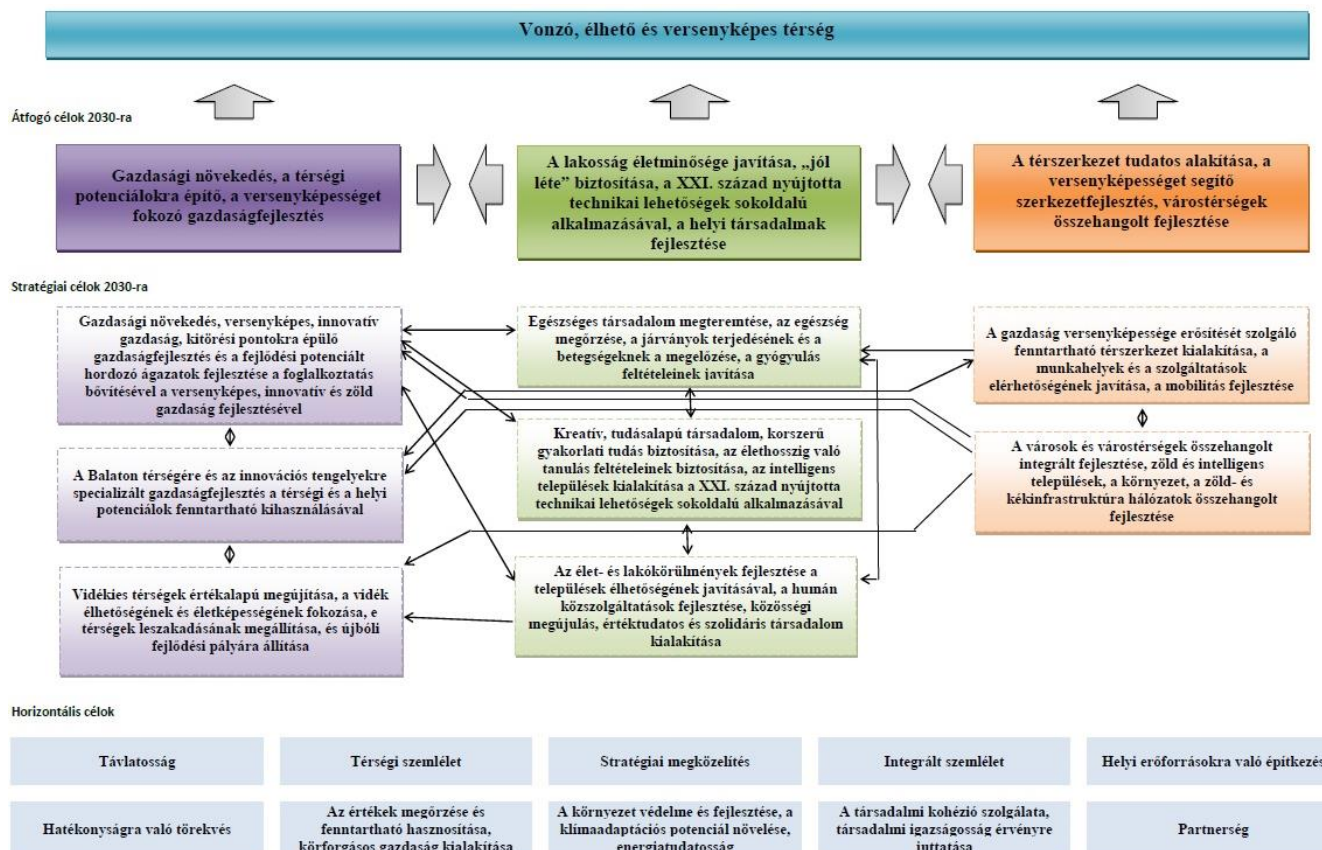 Vonzó, élhető és versenyképes térség
Átfogó célok 2030-ra
Gazdasági növekedés, a térségi
potenciálokra építő, a versenyképességet
fokozó gazdaságfejlesztés
A lakosság életminősége javítása, „jól
léte” biztosítása, a XXI. század nyújtotta
technikai lehetőségek sokoldalú
alkalmazásával, a helyi társadalmak
fejlesztése
A térszerkezet tudatos alakítása, a
versenyképességet segítő
szerkezetfejlesztés, várostérségek
összehangolt fejlesztése
Stratégiai célok 2030-ra
Gazdasági növekedés, versenyképes, innovatív
gazdaság, kitörési pontokra épülő
gazdaságfejlesztés és a fejlődési potenciált
hordozó ágazatok fejlesztése a foglalkoztatás
bővítésével a versenyképes, innovatív és zöld
gazdaság fejlesztésével
Egészséges társadalom megteremtése, az egészség
megőrzése, a járványok terjedésének és a
betegségeknek a megelőzése, a gyógyulás
feltételeinek javítása
A gazdaság versenyképessége erősítését szolgáló
fenntartható térszerkezet kialakítása, a
munkahelyek és a szolgáltatások
elérhetőségének javítása, a mobilitás fejlesztése
A Balaton térségére és az innovációs tengelyekre
specializált gazdaságfejlesztés a térségi és a helyi
potenciálok fenntartható kihasználásával
Kreatív, tudásalapú társadalom, korszerű
gyakorlati tudás biztosítása, az élethosszig való
tanulás feltételeinek biztosítása, az intelligens
települések kialakítása a XXI. század nyújtotta
technikai lehetőségek sokoldalú alkalmazásával
A városok és várostérségek összehangolt
integrált fejlesztése, zöld és intelligens
települések, a környezet, a zöld- és
kékinfrastruktúra hálózatok összehangolt
fejlesztése
Vidékies térségek értékalapú megújítása, a vidék
élhetőségének és életképességének fokozása, e
térségek leszakadásának megállítása, és újbóli
fejlődési pályára állítása
Az élet- és lakókörülmények fejlesztése a
települések élhetőségének javításával, a humán
közszolgáltatások fejlesztése, közösségi
megújulás, értéktudatos és szolidáris társadalom
kialakítása
Horizontális célok
Távlatosság
Térségi szemlélet
Stratégiai megközelítés
Integrált szemlélet
Helyi erőforrásokra való építkezés
Hatékonyságra való törekvés
Az értékek megőrzése és
fenntartható hasznosítása,
körforgásos gazdaság kialakítása
A környezet védelme és fejlesztése, a
klímaadaptációs potenciál növelése,
energiatudatosság
A társadalmi kohézió szolgálata,
társadalmi igazságosság érvényre
juttatása
Partnerség